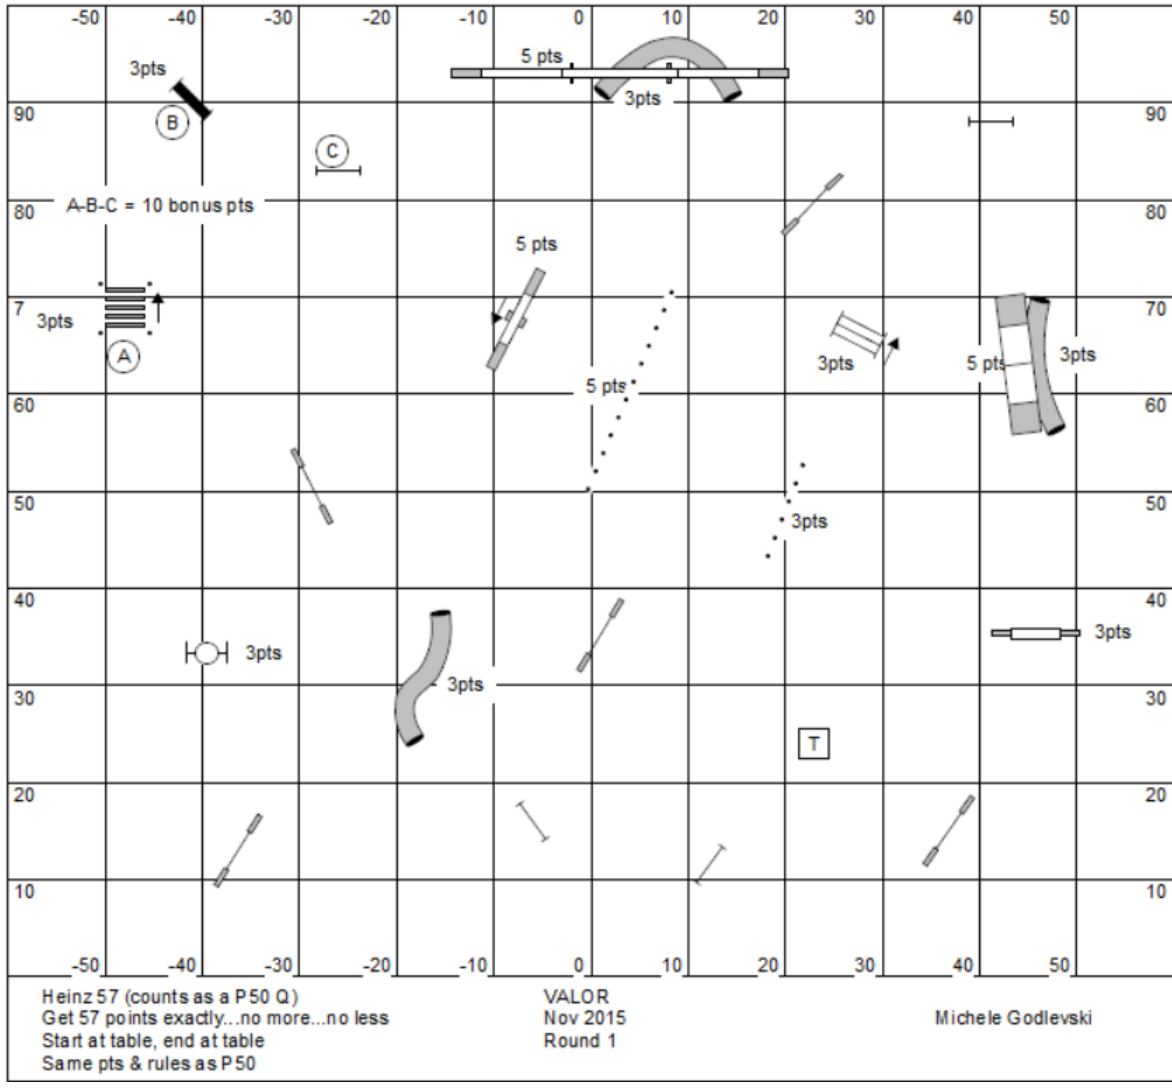 -50 -40 -30 -20 -10 0 10 20 30 40 50
5 pts
3pts
3pts
90 B 90
C
80 A-B-C = 10 bonus pts 80
5 pts
7 70
3pts 3pts 5 pts 3pts
A
5 pts
60 60
50 50
3pts
40 40
3pts 3pts
3pts
30 30
T
20 20
10 10
-50 -40 -30 -20 -10 0 10 20 30 40 50
Heinz 57 (counts as a P50 Q) VALOR
Get 57 points exactly...no more...no less Nov 2015 Michele Godlevski
Start at table, end at table Round 1
Same pts & rules as P50